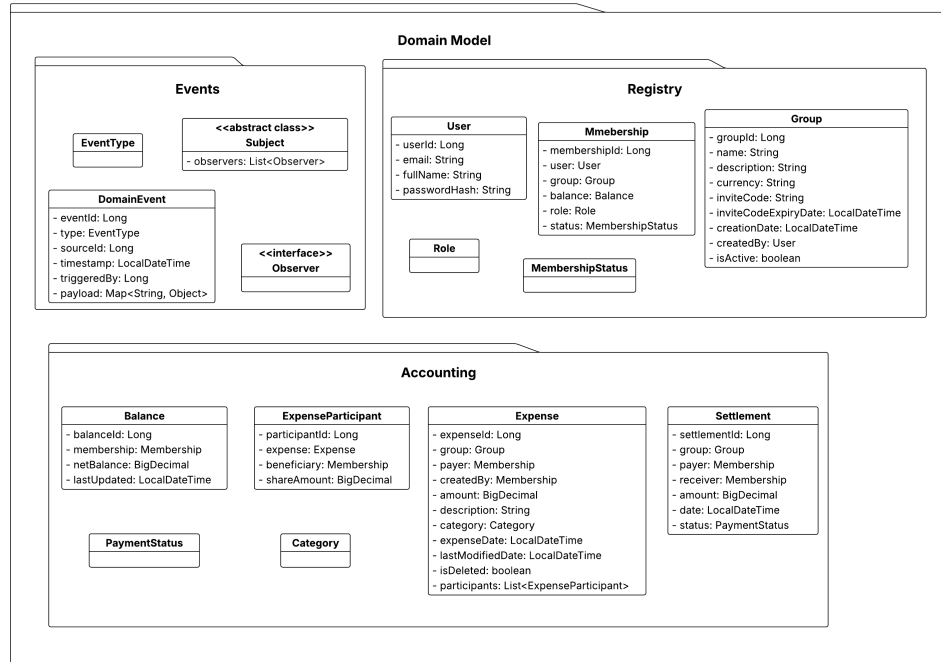 Domain Model
Events
EventType
<<abstract class>>
Subject
- observers: List<Observer>
DomainEvent
- eventId: Long
- type: EventType
- sourceId: Long
- timestamp: LocalDateTime
- triggeredBy: Long
- payload: Map<String, Object>
<<interface>>
Observer
Registry
User
- userId: Long
- email: String
- fullName: String
- passwordHash: String
Mmebership
- membershipId: Long
- user: User
- group: Group
- balance: Balance
- role: Role
- status: MembershipStatus
Group
- groupId: Long
- name: String
- description: String
- currency: String
- inviteCode: String
- inviteCodeExpiryDate: LocalDateTime
- creationDate: LocalDateTime
- createdBy: User
- isActive: boolean
Role
MembershipStatus
Accounting
Balance
- balanceId: Long
- membership: Membership
- netBalance: BigDecimal
- lastUpdated: LocalDateTime
ExpenseParticipant
- participantId: Long
- expense: Expense
- beneficiary: Membership
- shareAmount: BigDecimal
Expense
- expenseId: Long
- group: Group
- payer: Membership
- createdBy: Membership
- amount: BigDecimal
- description: String
- category: Category
- expenseDate: LocalDateTime
- lastModifiedDate: LocalDateTime
- isDeleted: boolean
- participants: List<ExpenseParticipant>
Settlement
- settlementId: Long
- group: Group
- payer: Membership
- receiver: Membership
- amount: BigDecimal
- date: LocalDateTime
- status: PaymentStatus
PaymentStatus
Category